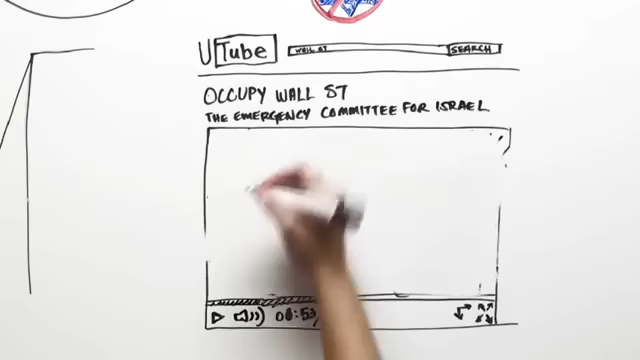 UTube
WALL ST SEARCH
OCCUPY WALL ST
THE EMERGENCY COMMITTEE FOR ISRAEL